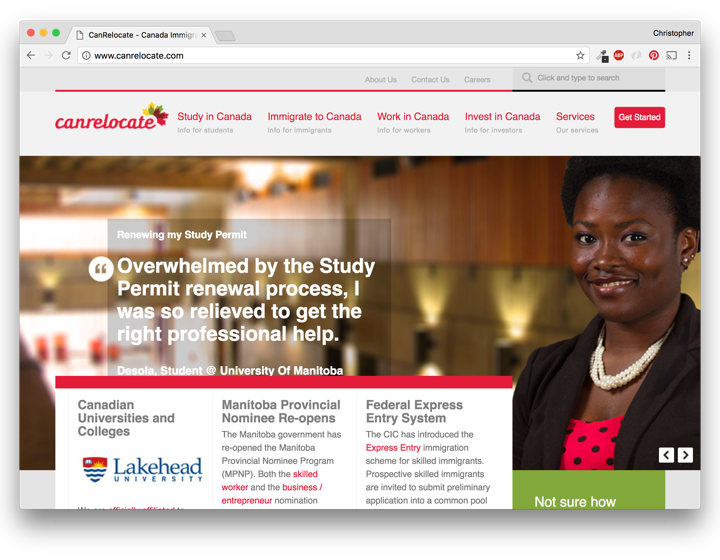 CanRelocate - Canada Immigr
Christopher
www.canrelocate.com
About Us
Contact Us
Careers
Click and type to search
canrelocate
Study in Canada
Info for students
Immigrate to Canada
Info for immigrants
Work in Canada
Info for workers
Invest in Canada
Info for investors
Services
Our services
Get Started
Renewing my Study Permit
Overwhelmed by the Study
Permit renewal process, I
was so relieved to get the
right professional help.
Desola, Student @ University Of Manitoba
Canadian
Universities and
Colleges
Lakehead
UNIVERSITY
We are officially affiliated to
Manitoba Provincial
Nominee Re-opens
The Manitoba government has
re-opened the Manitoba
Provincial Nominee Program
(MPNP). Both the skilled
worker and the business /
entrepreneur nomination
Federal Express
Entry System
The CIC has introduced the
Express Entry immigration
scheme for skilled immigrants.
Prospective skilled immigrants
are invited to submit preliminary
application into a common pool
Not sure how